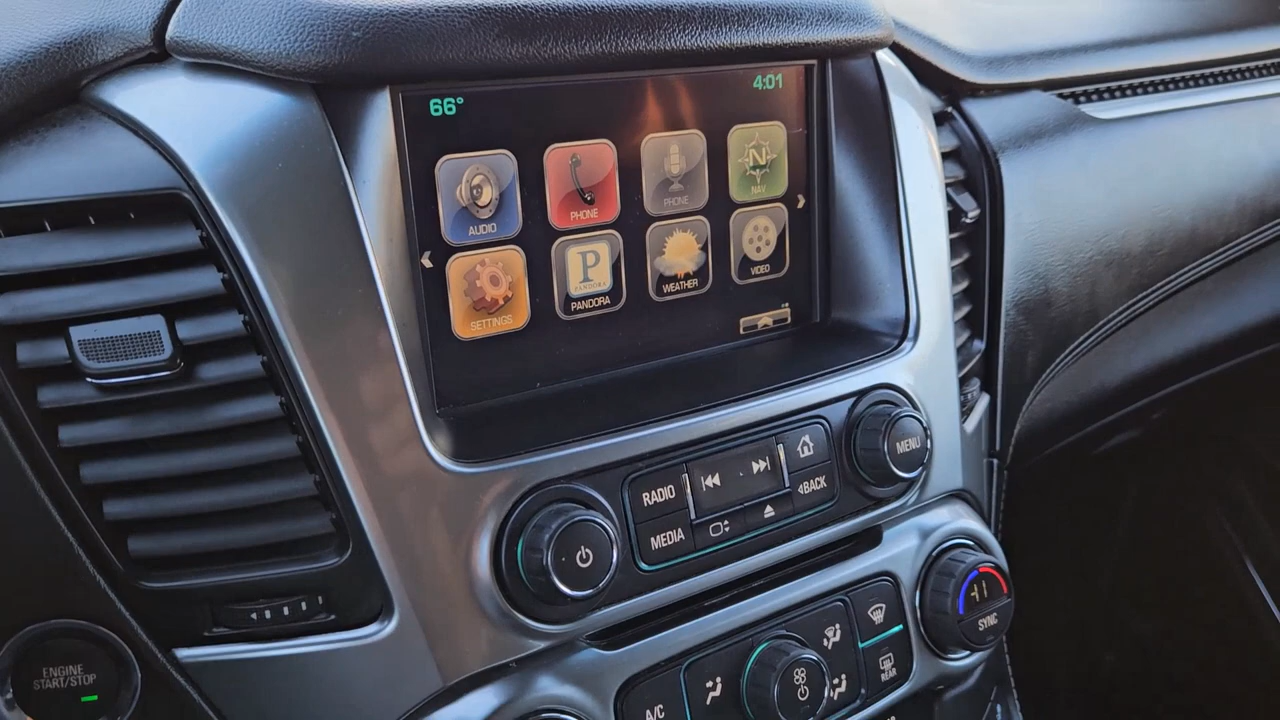 66°
4:01
AUDIO
PHONE
PHONE
N
NAV
SETTINGS
P
PANDORA
PANDORA
WEATHER
VIDEO
RADIO
MEDIA
BACK
MENU
SYNC
REAR
A/C
ENGINE
START/STOP